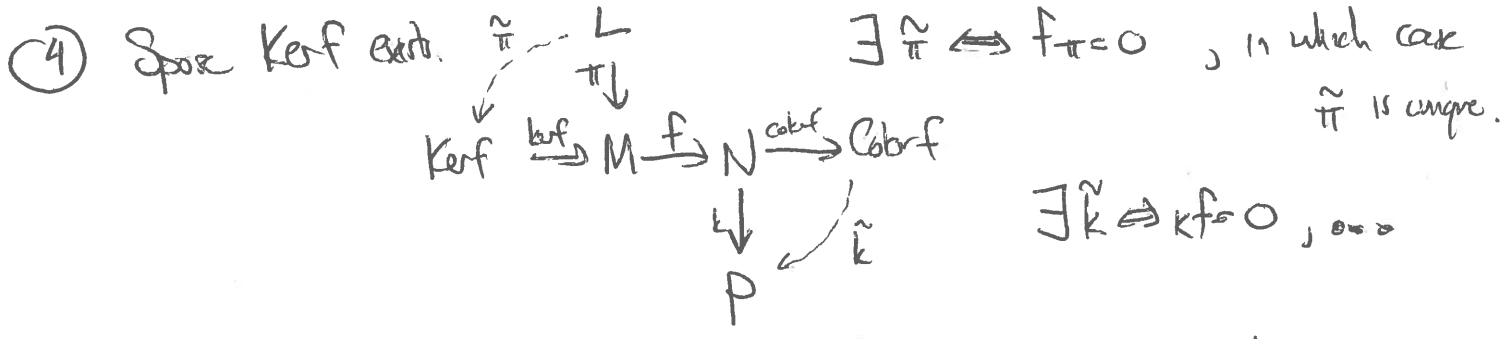 ④ Spose Kerf exists. π̃ L ∃ π̃ ⇔ fπ=0 , in which case
π π̃ is unique.
Kerf kerf M f N cokerf Cokerf
∃ k̃ ⇔ kf=0 , ...
k k̃
P